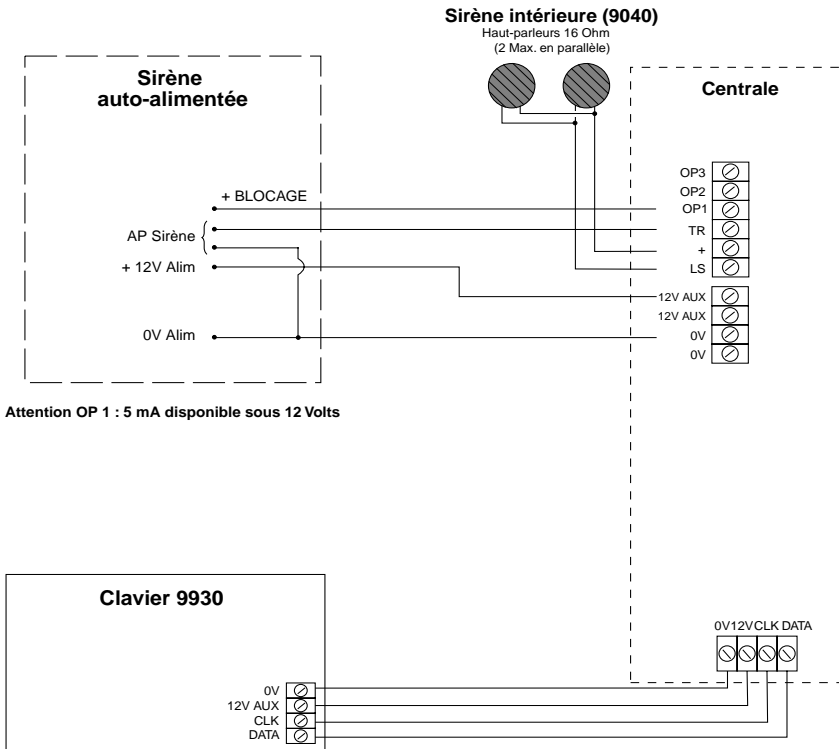 Sirène intérieure (9040)
Haut-parleurs 16 Ohm
(2 Max. en parallèle)
Sirène
auto-alimentée
+ BLOCAGE
AP Sirène
+ 12V Alim
0V Alim
Centrale
OP3
OP2
OP1
TR
+
LS
12V AUX
12V AUX
0V
0V
Attention OP 1 : 5 mA disponible sous 12 Volts
Clavier 9930
0V
12V AUX
CLK
DATA
0V 12V CLK DATA